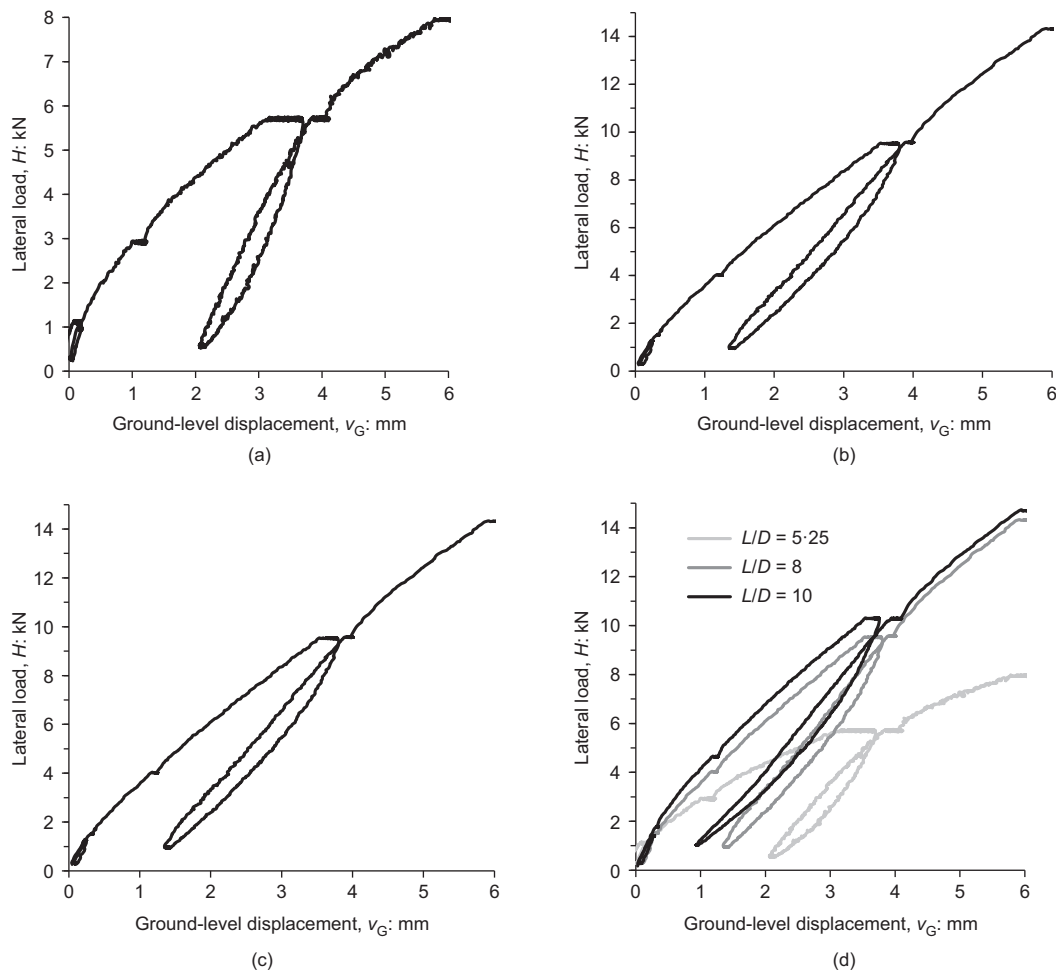 8
7
6
5
4
3
2
1
0
Lateral load, H: kN
0 1 2 3 4 5 6
Ground-level displacement, vG: mm
(a)
14
12
10
8
6
4
2
0
Lateral load, H: kN
0 1 2 3 4 5 6
Ground-level displacement, vG: mm
(b)
14
12
10
8
6
4
2
0
Lateral load, H: kN
0 1 2 3 4 5 6
Ground-level displacement, vG: mm
(c)
14
12
10
8
6
4
2
0
Lateral load, H: kN
L/D = 5·25
L/D = 8
L/D = 10
0 1 2 3 4 5 6
Ground-level displacement, vG: mm
(d)